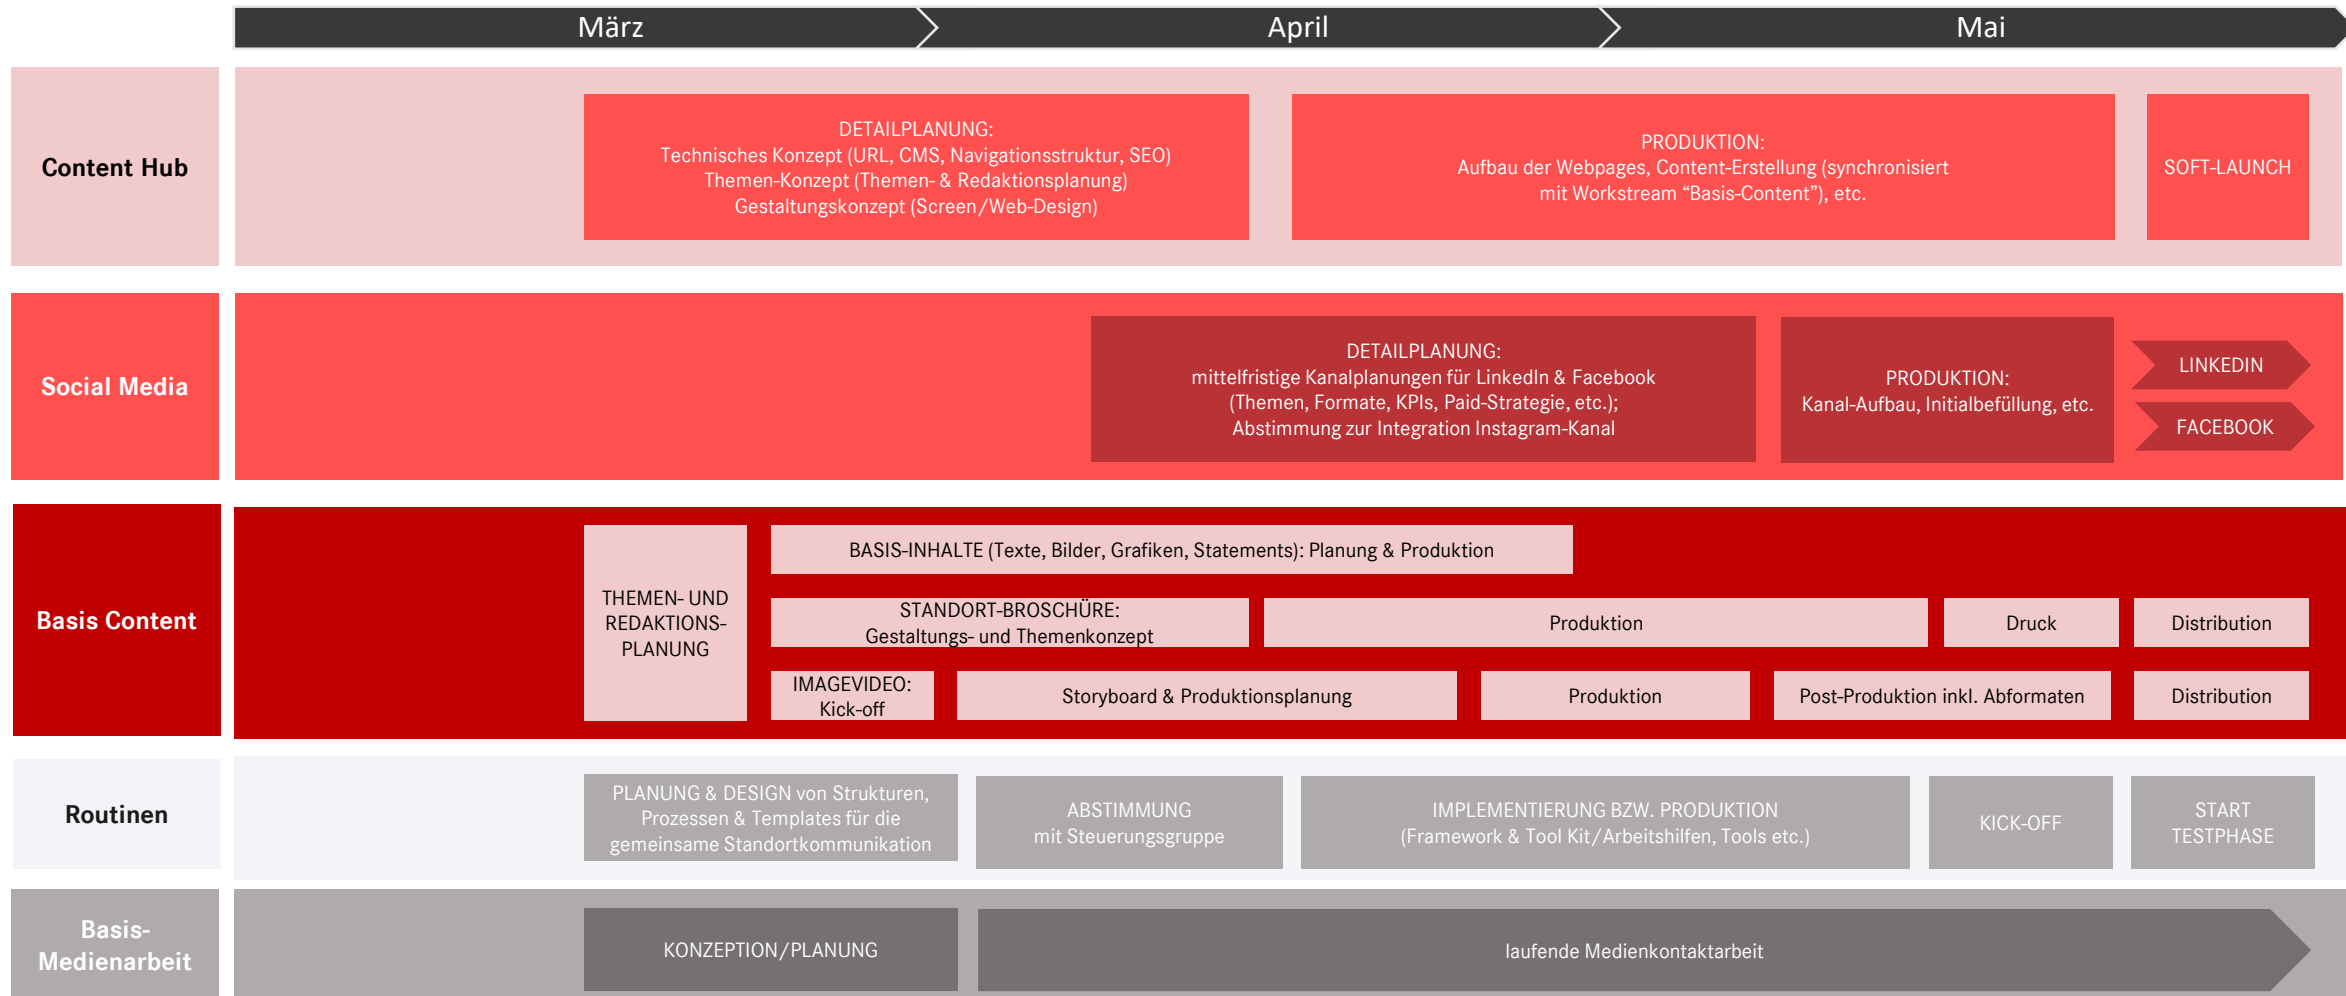 März
April
Mai
Content Hub
DETAILPLANUNG:
Technisches Konzept (URL, CMS, Navigationsstruktur, SEO)
Themen-Konzept (Themen- & Redaktionsplanung)
Gestaltungskonzept (Screen/Web-Design)
PRODUKTION:
Aufbau der Webpages, Content-Erstellung (synchronisiert
mit Workstream “Basis-Content”), etc.
SOFT-LAUNCH
Social Media
DETAILPLANUNG:
mittelfristige Kanalplanungen für LinkedIn & Facebook
(Themen, Formate, KPIs, Paid-Strategie, etc.);
Abstimmung zur Integration Instagram-Kanal
PRODUKTION:
Kanal-Aufbau, Initialbefüllung, etc.
LINKEDIN
FACEBOOK
Basis Content
THEMEN- UND
REDAKTIONS-
PLANUNG
BASIS-INHALTE (Texte, Bilder, Grafiken, Statements): Planung & Produktion
STANDORT-BROSCHÜRE:
Gestaltungs- und Themenkonzept
Produktion
Druck
Distribution
IMAGEVIDEO:
Kick-off
Storyboard & Produktionsplanung
Produktion
Post-Produktion inkl. Abformaten
Distribution
Routinen
PLANUNG & DESIGN von Strukturen,
Prozessen & Templates für die
gemeinsame Standortkommunikation
ABSTIMMUNG
mit Steuerungsgruppe
IMPLEMENTIERUNG BZW. PRODUKTION
(Framework & Tool Kit/Arbeitshilfen, Tools etc.)
KICK-OFF
START
TESTPHASE
Basis-
Medienarbeit
KONZEPTION/PLANUNG
laufende Medienkontaktarbeit